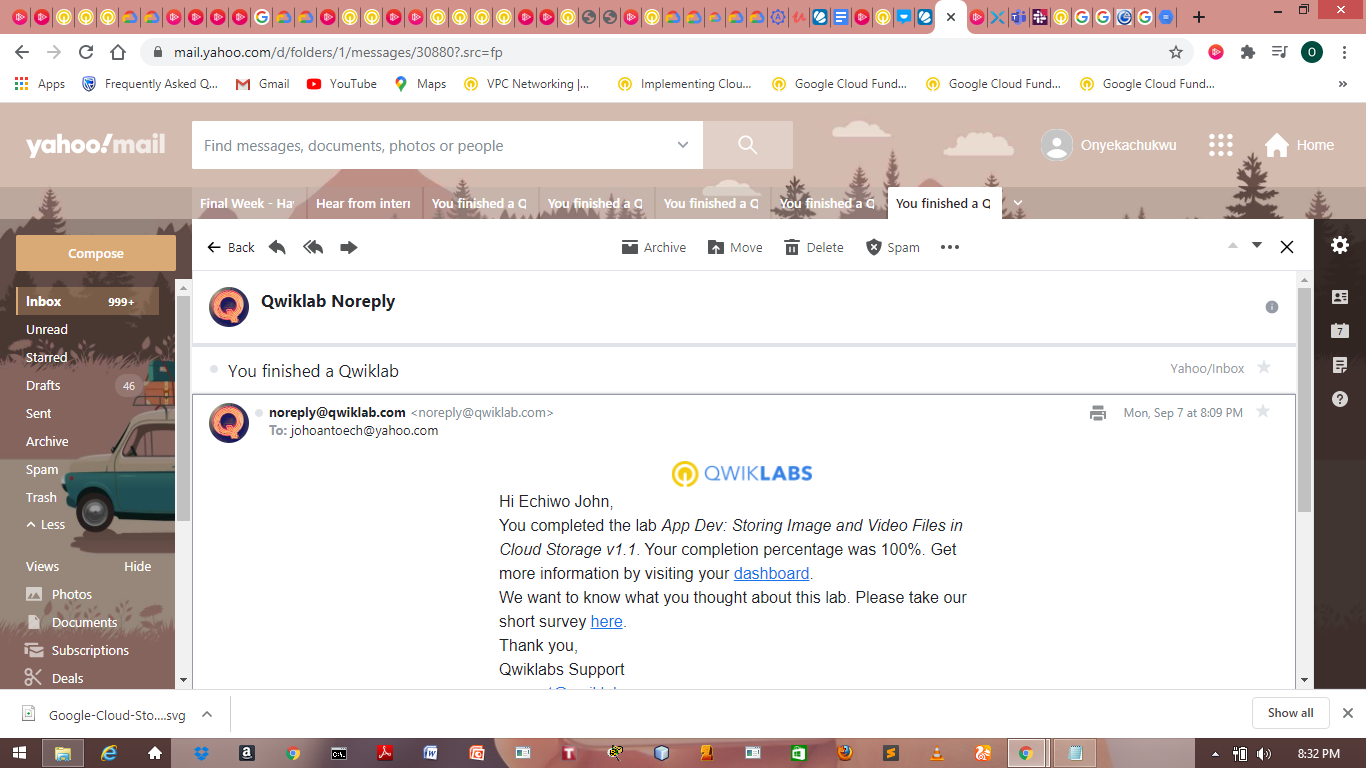 mail.yahoo.com/d/folders/1/messages/30880?.src=fp
O
Apps
Frequently Asked Q...
Gmail
YouTube
Maps
VPC Networking |...
Implementing Clou...
Google Cloud Fund...
Google Cloud Fund...
Google Cloud Fund...
»
yahoo!mail
Find messages, documents, photos or people
Onyekachukwu
Home
Final Week - Ha
Hear from inter
You finished a Q
You finished a Q
You finished a Q
You finished a Q
You finished a Q
Compose
Back
Archive
Move
Delete
Spam
Inbox 999+
Unread
Starred
Drafts 46
Sent
Archive
Spam
Trash
Less
Views Hide
Photos
Documents
Subscriptions
Deals
Qwiklab Noreply
You finished a Qwiklab
Yahoo/Inbox
noreply@qwiklab.com <noreply@qwiklab.com>
Mon, Sep 7 at 8:09 PM
To: johoantoech@yahoo.com
QWIKLABS
Hi Echiwo John,
You completed the lab App Dev: Storing Image and Video Files in
Cloud Storage v1.1. Your completion percentage was 100%. Get
more information by visiting your dashboard.
We want to know what you thought about this lab. Please take our
short survey here.
Thank you,
Qwiklabs Support
7
Google-Cloud-Sto....svg
Show all
8:32 PM